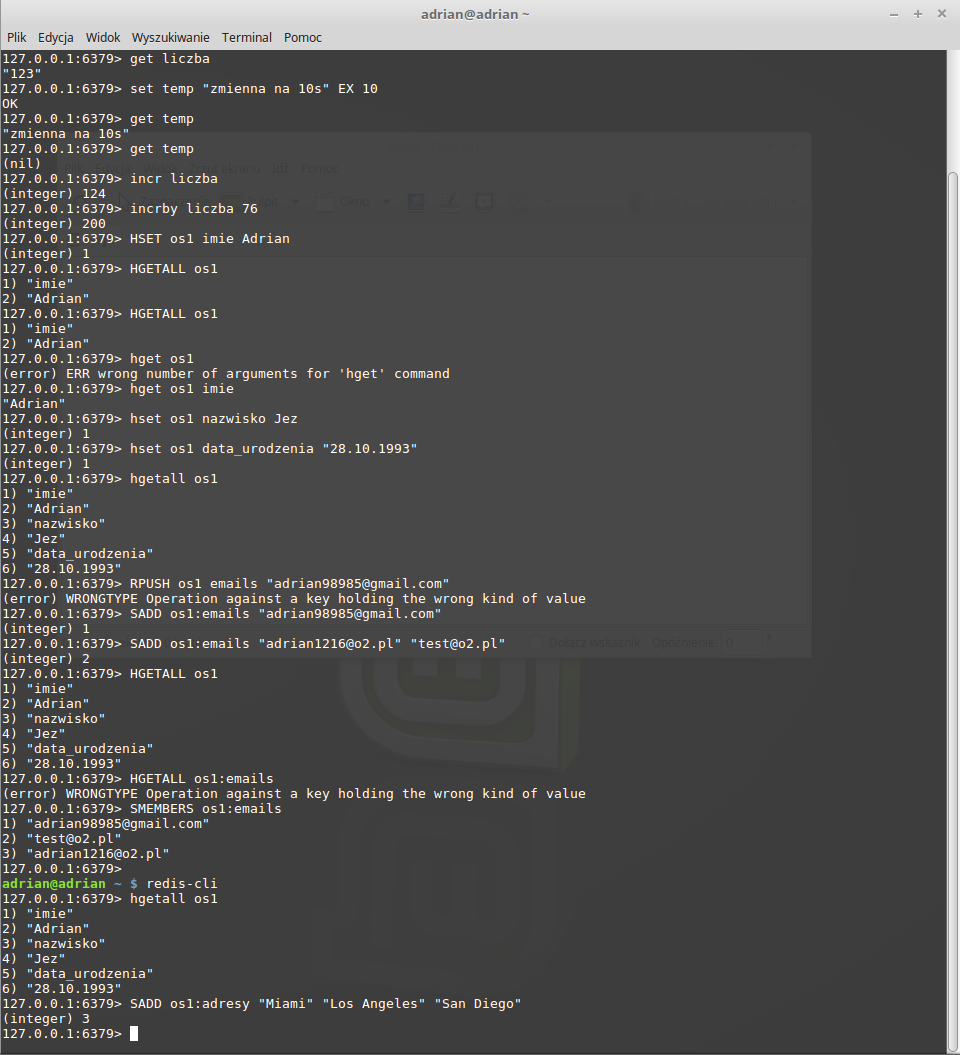 adrian@adrian ~
Plik Edycja Widok Wyszukiwanie Terminal Pomoc
127.0.0.1:6379> get liczba
"123"
127.0.0.1:6379> set temp "zmienna na 10s" EX 10
OK
127.0.0.1:6379> get temp
"zmienna na 10s"
127.0.0.1:6379> get temp
(nil)
127.0.0.1:6379> incr liczba
(integer) 124
127.0.0.1:6379> incrby liczba 76
(integer) 200
127.0.0.1:6379> HSET os1 imie Adrian
(integer) 1
127.0.0.1:6379> HGETALL os1
1) "imie"
2) "Adrian"
127.0.0.1:6379> HGETALL os1
1) "imie"
2) "Adrian"
127.0.0.1:6379> hget os1
(error) ERR wrong number of arguments for 'hget' command
127.0.0.1:6379> hget os1 imie
"Adrian"
127.0.0.1:6379> hset os1 nazwisko Jez
(integer) 1
127.0.0.1:6379> hset os1 data_urodzenia "28.10.1993"
(integer) 1
127.0.0.1:6379> hgetall os1
1) "imie"
2) "Adrian"
3) "nazwisko"
4) "Jez"
5) "data_urodzenia"
6) "28.10.1993"
127.0.0.1:6379> RPUSH os1 emails "adrian98985@gmail.com"
(error) WRONGTYPE Operation against a key holding the wrong kind of value
127.0.0.1:6379> SADD os1:emails "adrian98985@gmail.com"
(integer) 1
127.0.0.1:6379> SADD os1:emails "adrian1216@o2.pl" "test@o2.pl"
(integer) 2
127.0.0.1:6379> HGETALL os1
1) "imie"
2) "Adrian"
3) "nazwisko"
4) "Jez"
5) "data_urodzenia"
6) "28.10.1993"
127.0.0.1:6379> HGETALL os1:emails
(error) WRONGTYPE Operation against a key holding the wrong kind of value
127.0.0.1:6379> SMEMBERS os1:emails
1) "adrian98985@gmail.com"
2) "test@o2.pl"
3) "adrian1216@o2.pl"
127.0.0.1:6379>
adrian@adrian ~ $ redis-cli
127.0.0.1:6379> hgetall os1
1) "imie"
2) "Adrian"
3) "nazwisko"
4) "Jez"
5) "data_urodzenia"
6) "28.10.1993"
127.0.0.1:6379> SADD os1:adresy "Miami" "Los Angeles" "San Diego"
(integer) 3
127.0.0.1:6379>